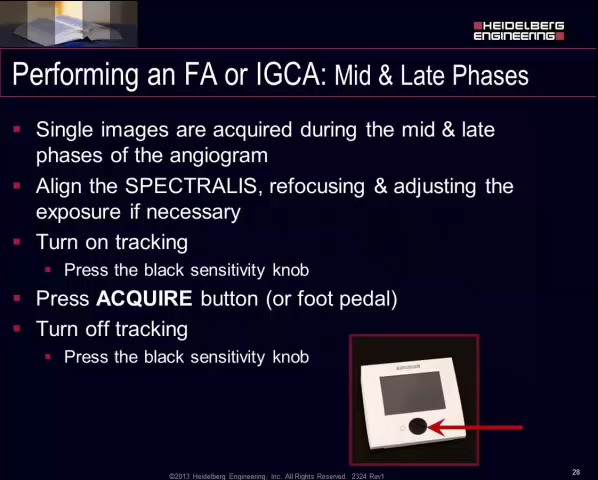 HEIDELBERG
ENGINEERING
Performing an FA or IGCA: Mid & Late Phases
Single images are acquired during the mid & late
phases of the angiogram
Align the SPECTRALIS, refocusing & adjusting the
exposure if necessary
Turn on tracking
Press the black sensitivity knob
Press ACQUIRE button (or foot pedal)
Turn off tracking
Press the black sensitivity knob
©2013 Heidelberg Engineering, Inc. All Rights Reserved. 2324 Rev1
28